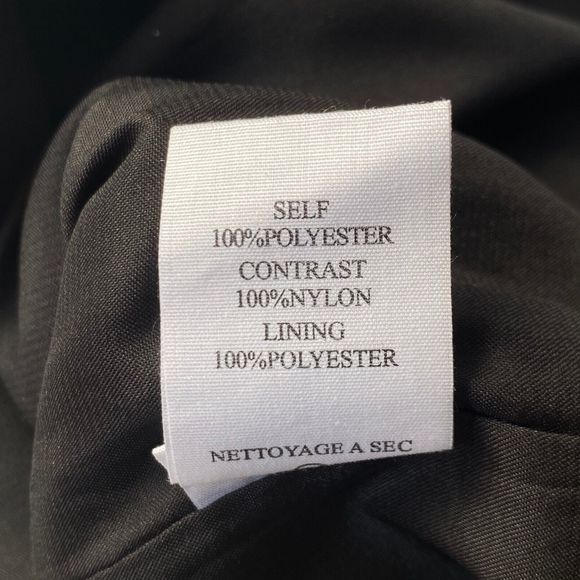 SELF
100%POLYESTER
CONTRAST
100%NYLON
LINING
100%POLYESTER
NETTOYAGE A SEC